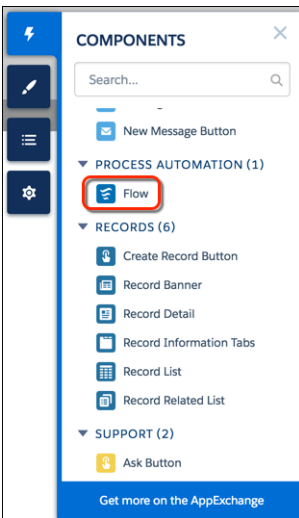 COMPONENTS
Search...
New Message Button
PROCESS AUTOMATION (1)
Flow
RECORDS (6)
Create Record Button
Record Banner
Record Detail
Record Information Tabs
Record List
Record Related List
SUPPORT (2)
Ask Button
Get more on the AppExchange